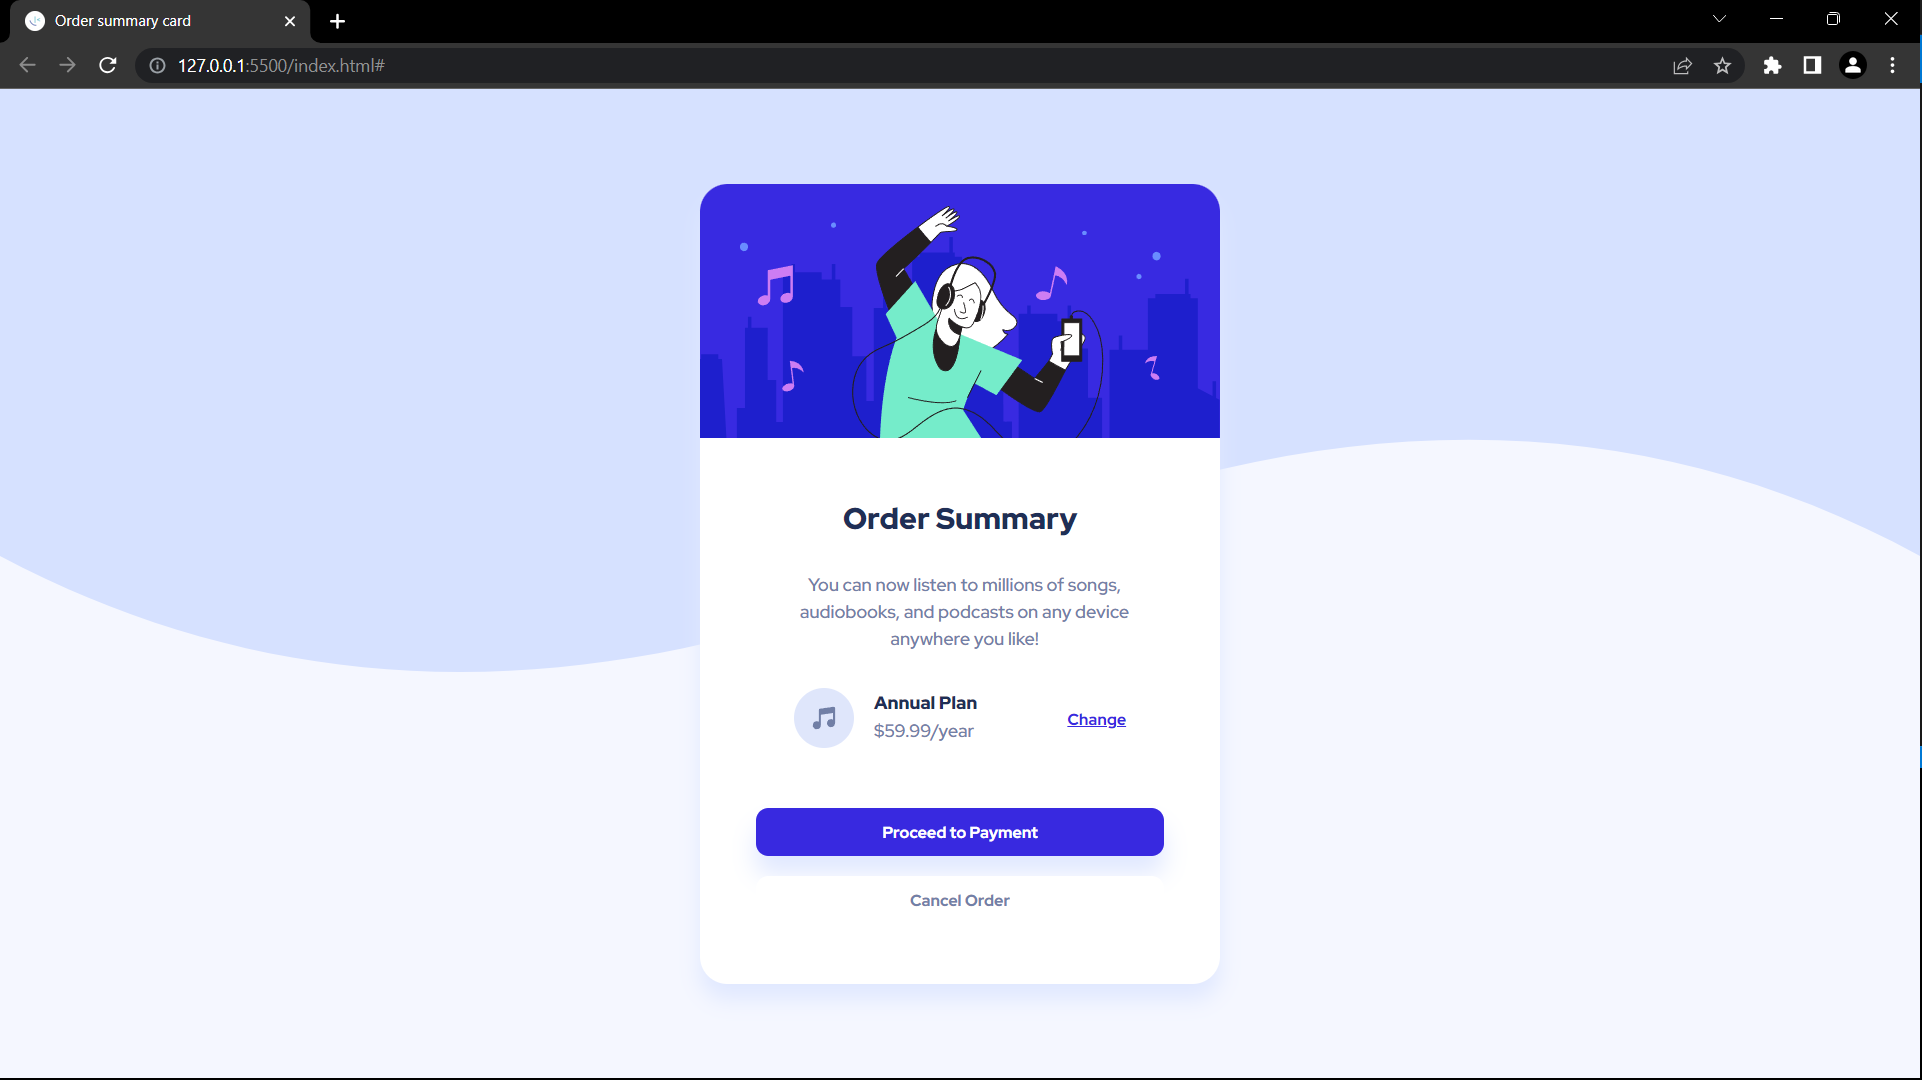 Order summary card
127.0.0.1:5500/index.html#
Order Summary
You can now listen to millions of songs,
audiobooks, and podcasts on any device
anywhere you like!
Annual Plan
$59.99/year
Change
Proceed to Payment
Cancel Order